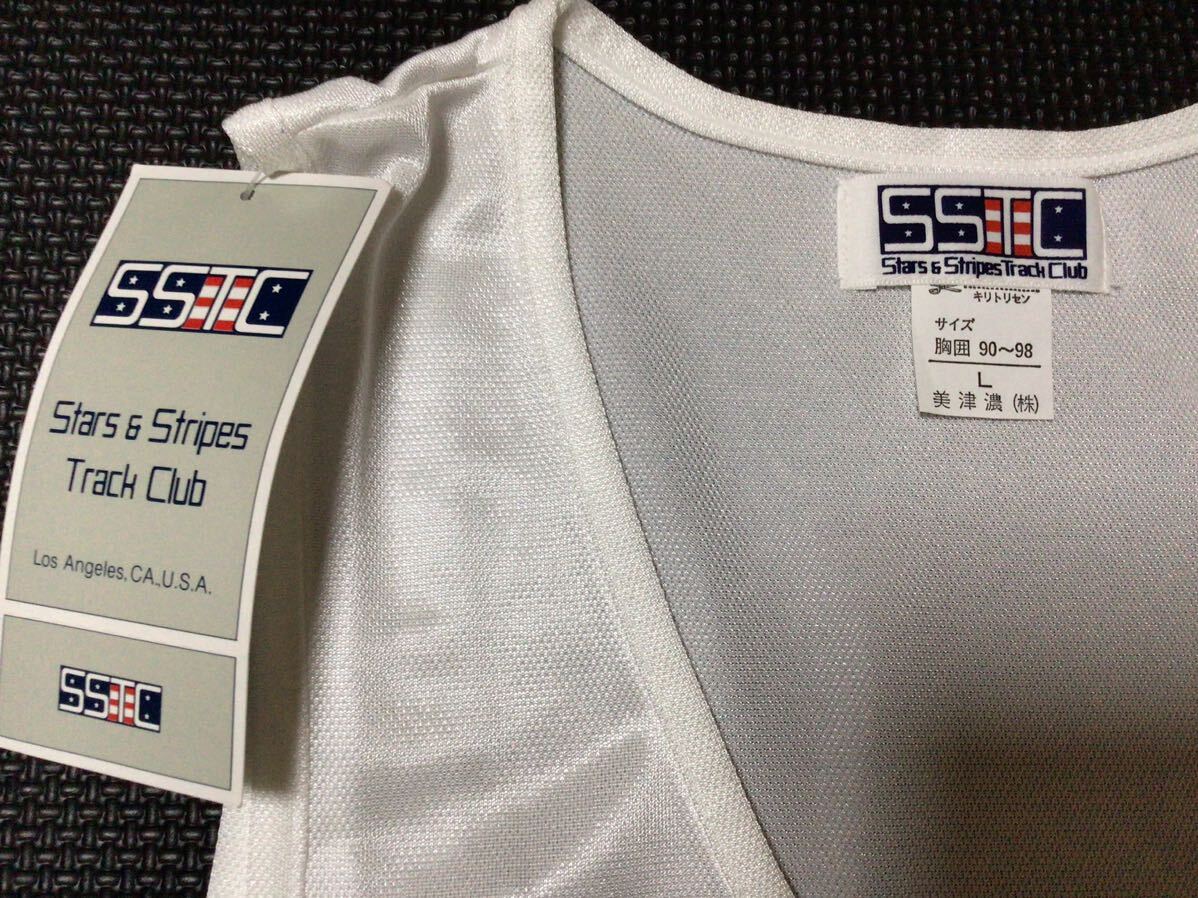 SSTC
Stars & Stripes
Track Club
Los Angeles, CA., U.S.A.
SSTC
SSTC
Stars & Stripes Track Club
キリトリセン
サイズ
胸囲 90〜98
L
美津濃(株)